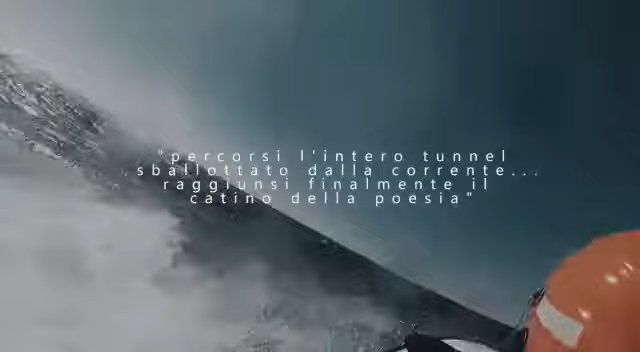 "percorsi l'intero tunnel
sballottato dalla corrente...
raggiunsi finalmente il
catino della poesia"